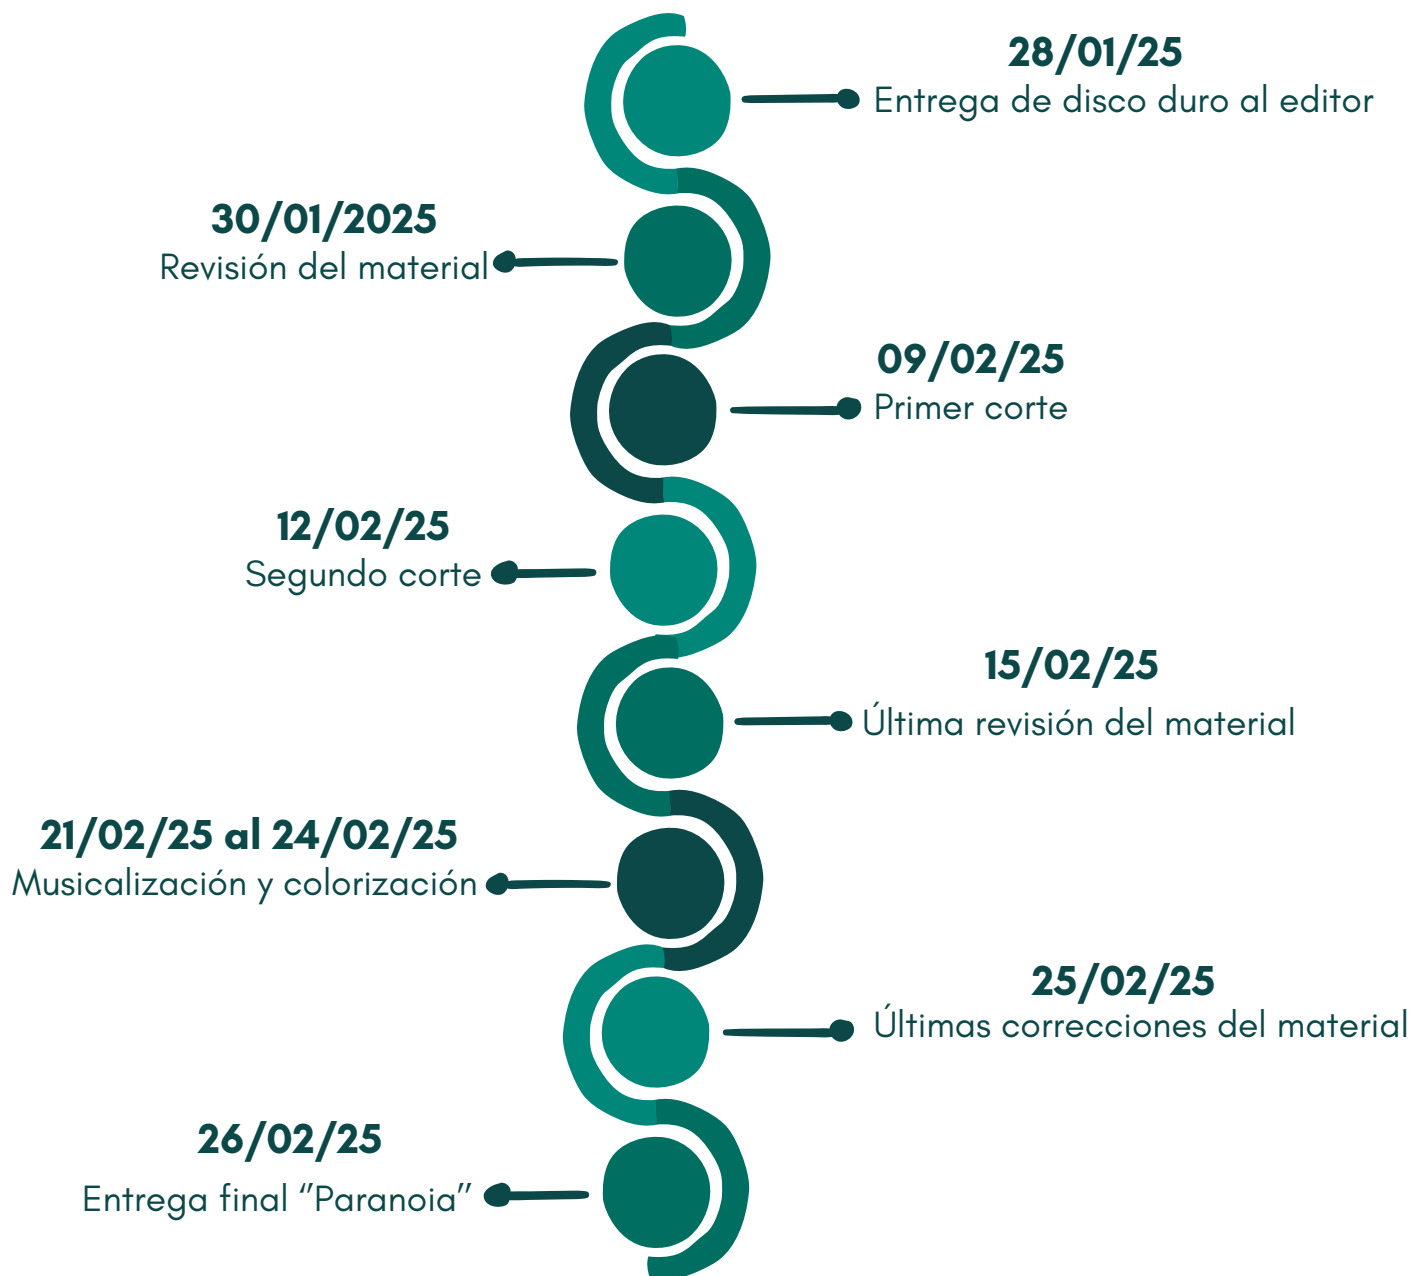 28/01/25
Entrega de disco duro al editor
30/01/2025
Revisión del material
09/02/25
Primer corte
12/02/25
Segundo corte
15/02/25
Última revisión del material
21/02/25 al 24/02/25
Musicalización y colorización
25/02/25
Últimas correcciones del material
26/02/25
Entrega final “Paranoia”